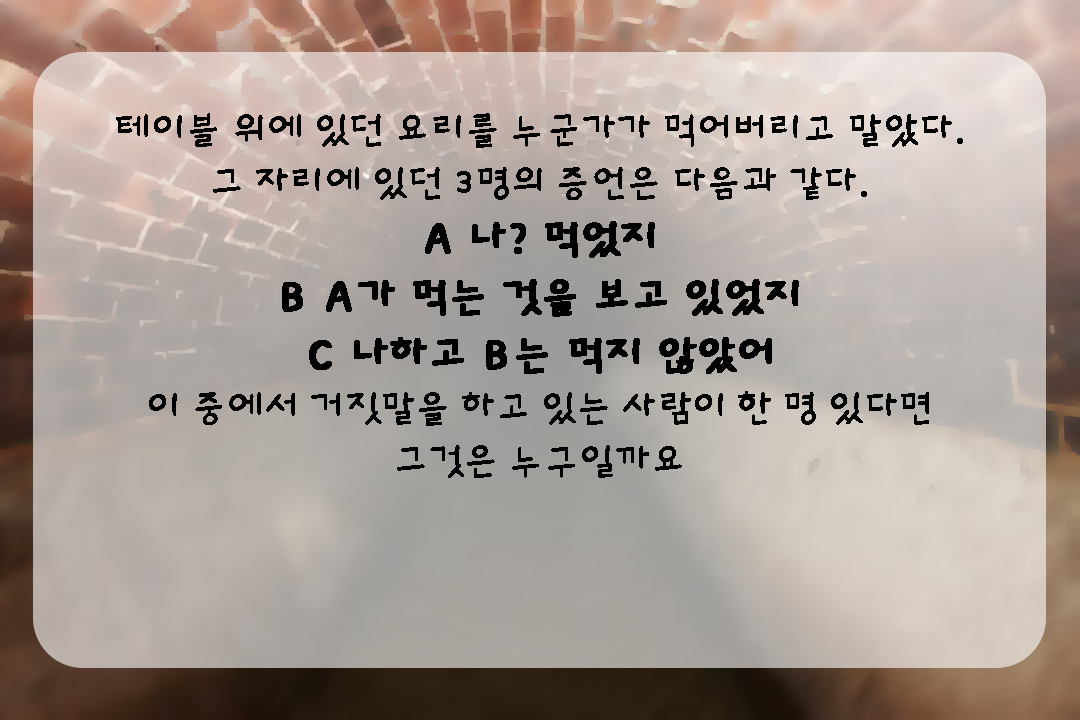 테이블 위에 있던 요리를 누군가가 먹어버리고 말았다.
그 자리에 있던 3명의 증언은 다음과 같다.
A 나? 먹었지
B A가 먹는 것을 보고 있었지
C 나하고 B는 먹지 않았어
이 중에서 거짓말을 하고 있는 사람이 한 명 있다면
그것은 누구일까요